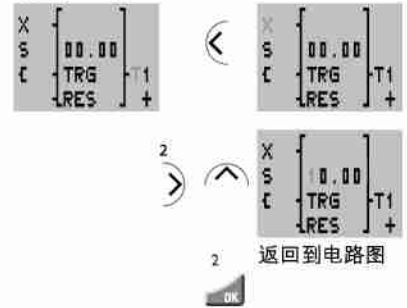 X
S 00.00
C TRG T1
RES +
X
S 00.00
C TRG T1
RES +
2
X
S 10.00
C TRG T1
RES +
返回到电路图
2
OK